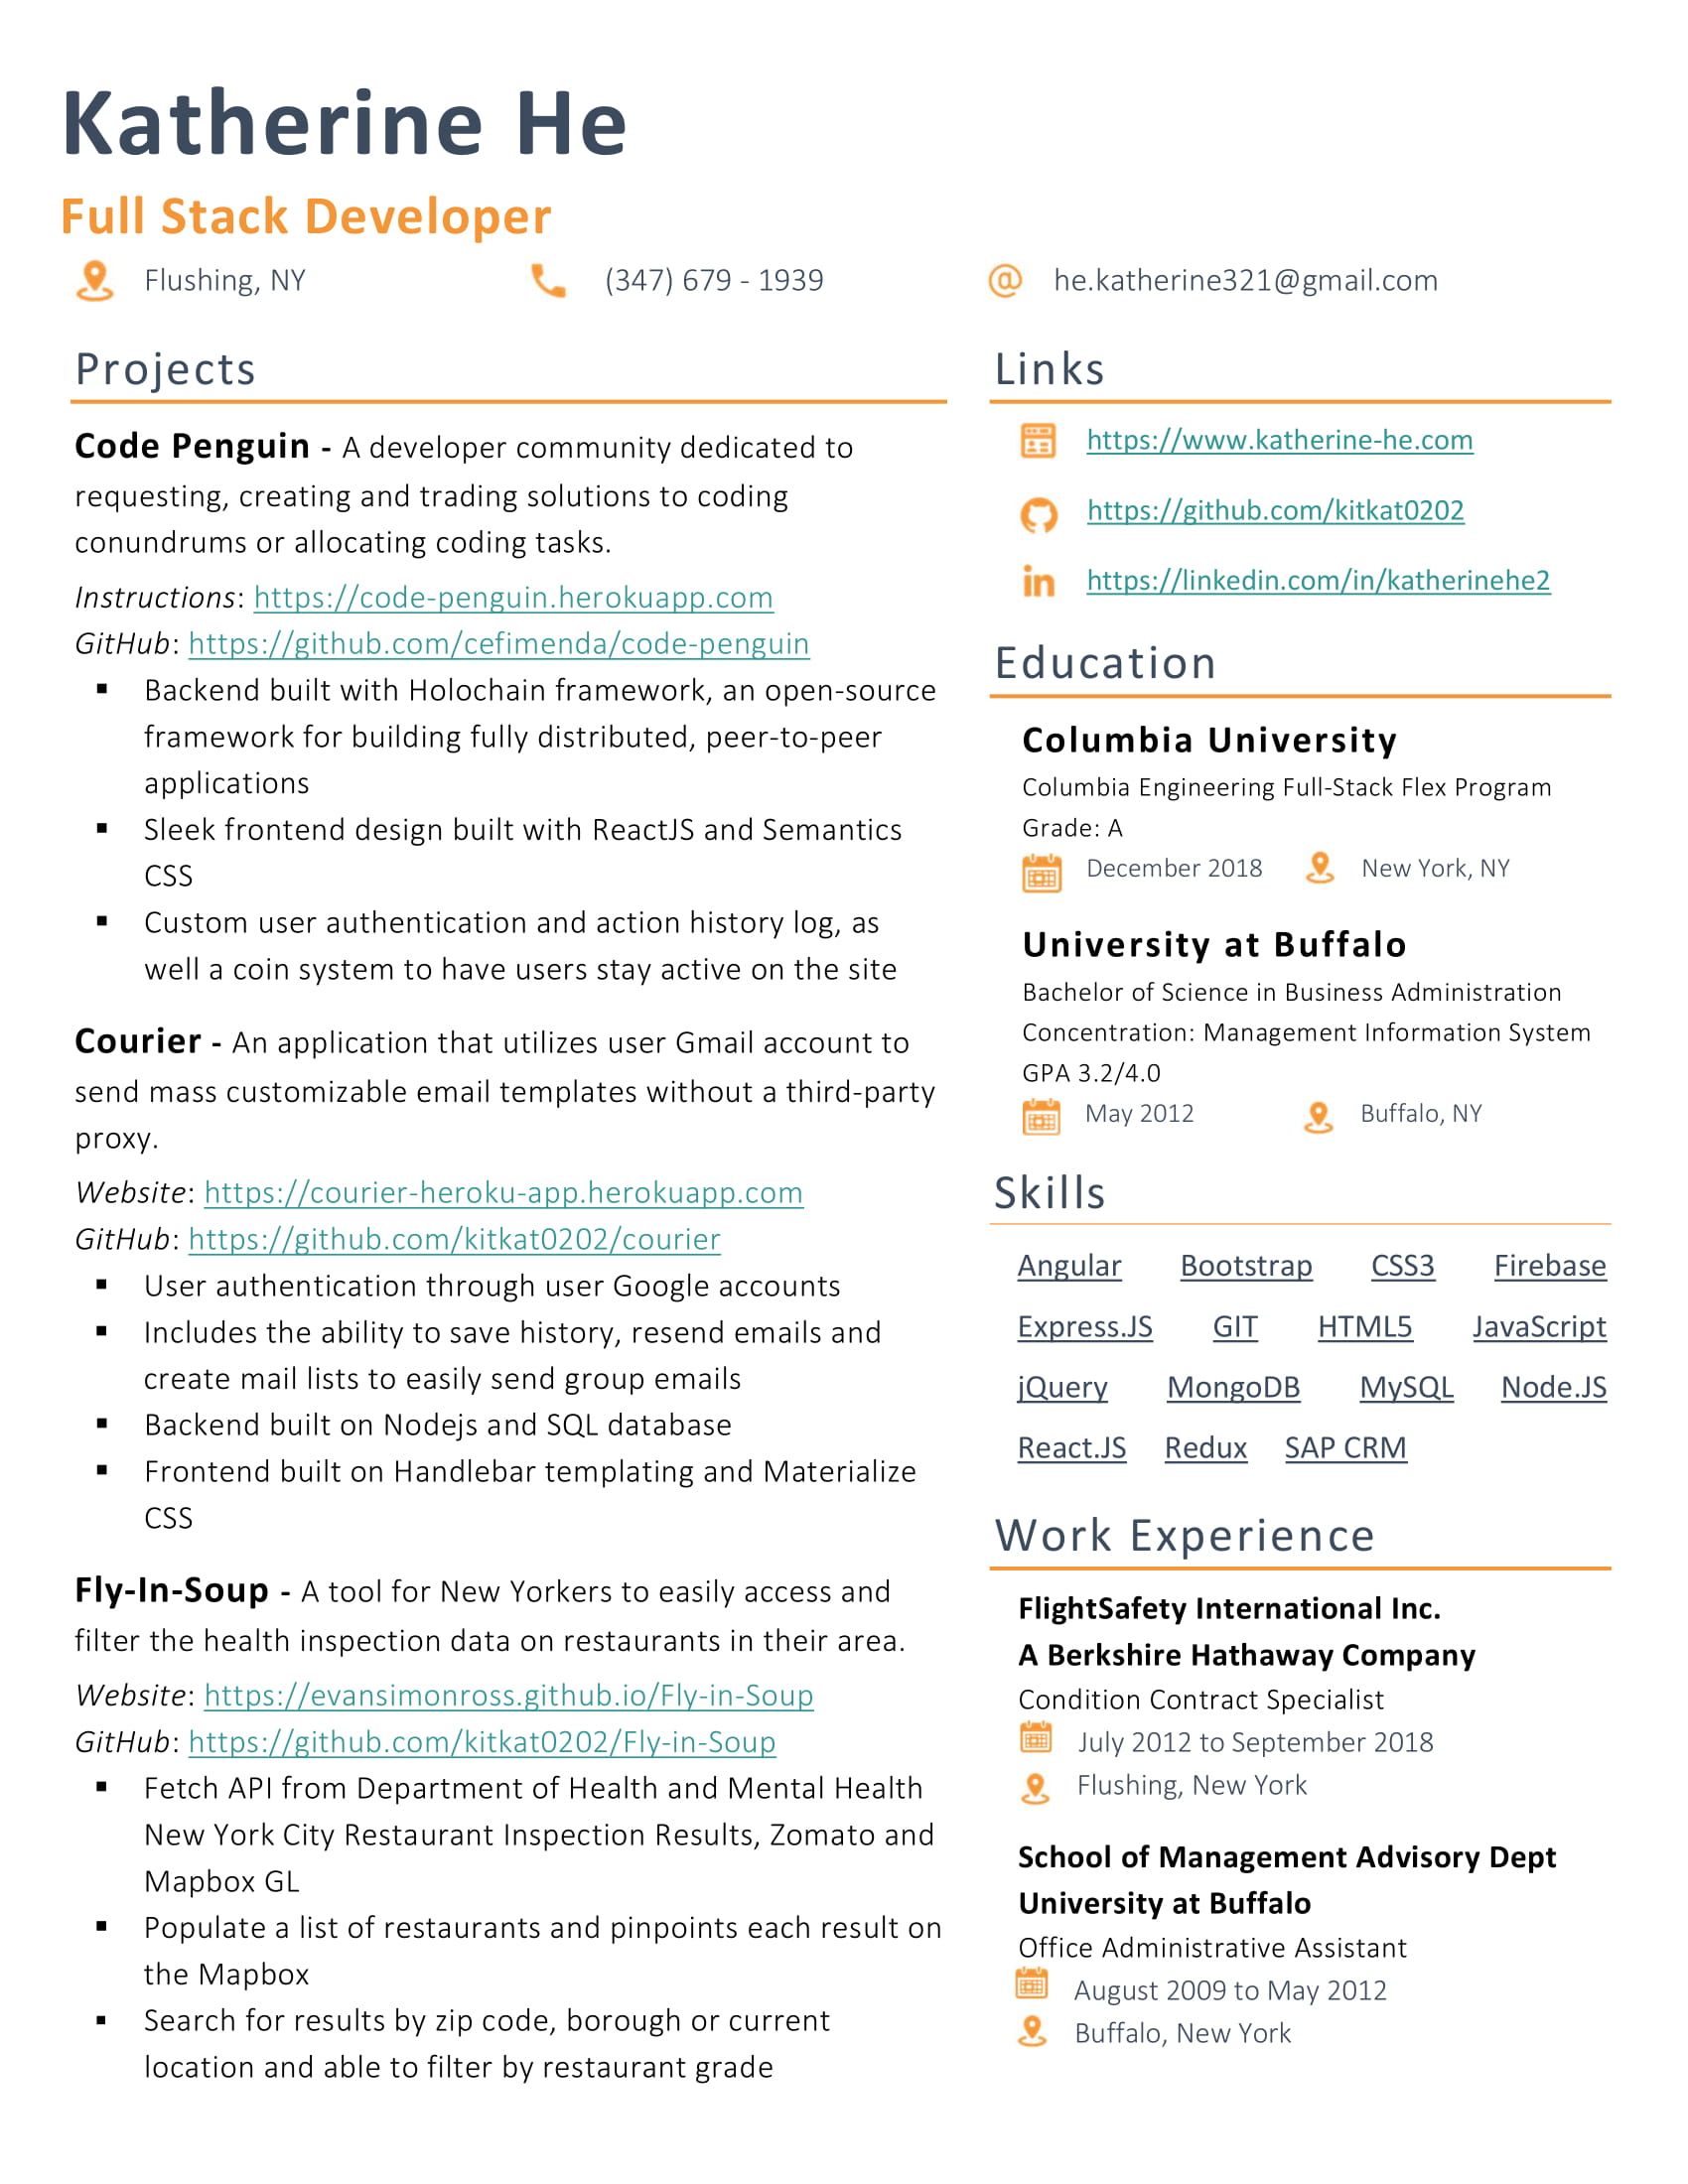 Katherine He
Full Stack Developer
Flushing, NY
(347) 679 - 1939
he.katherine321@gmail.com
Projects
Code Penguin - A developer community dedicated to
requesting, creating and trading solutions to coding
conundrums or allocating coding tasks.
Instructions: https://code-penguin.herokuapp.com
GitHub: https://github.com/cefimenda/code-penguin
▪ Backend built with Holochain framework, an open-source
framework for building fully distributed, peer-to-peer
applications
▪ Sleek frontend design built with ReactJS and Semantics
CSS
▪ Custom user authentication and action history log, as
well a coin system to have users stay active on the site
Courier - An application that utilizes user Gmail account to
send mass customizable email templates without a third-party
proxy.
Website: https://courier-heroku-app.herokuapp.com
GitHub: https://github.com/kitkat0202/courier
▪ User authentication through user Google accounts
▪ Includes the ability to save history, resend emails and
create mail lists to easily send group emails
▪ Backend built on Nodejs and SQL database
▪ Frontend built on Handlebar templating and Materialize
CSS
Fly-In-Soup - A tool for New Yorkers to easily access and
filter the health inspection data on restaurants in their area.
Website: https://evansimonross.github.io/Fly-in-Soup
GitHub: https://github.com/kitkat0202/Fly-in-Soup
▪ Fetch API from Department of Health and Mental Health
New York City Restaurant Inspection Results, Zomato and
Mapbox GL
▪ Populate a list of restaurants and pinpoints each result on
the Mapbox
▪ Search for results by zip code, borough or current
location and able to filter by restaurant grade
Links
https://www.katherine-he.com
https://github.com/kitkat0202
https://linkedin.com/in/katherinehe2
Education
Columbia University
Columbia Engineering Full-Stack Flex Program
Grade: A
December 2018 New York, NY
University at Buffalo
Bachelor of Science in Business Administration
Concentration: Management Information System
GPA 3.2/4.0
May 2012 Buffalo, NY
Skills
Angular Bootstrap CSS3 Firebase
Express.JS GIT HTML5 JavaScript
jQuery MongoDB MySQL Node.JS
React.JS Redux SAP CRM
Work Experience
FlightSafety International Inc.
A Berkshire Hathaway Company
Condition Contract Specialist
July 2012 to September 2018
Flushing, New York
School of Management Advisory Dept
University at Buffalo
Office Administrative Assistant
August 2009 to May 2012
Buffalo, New York